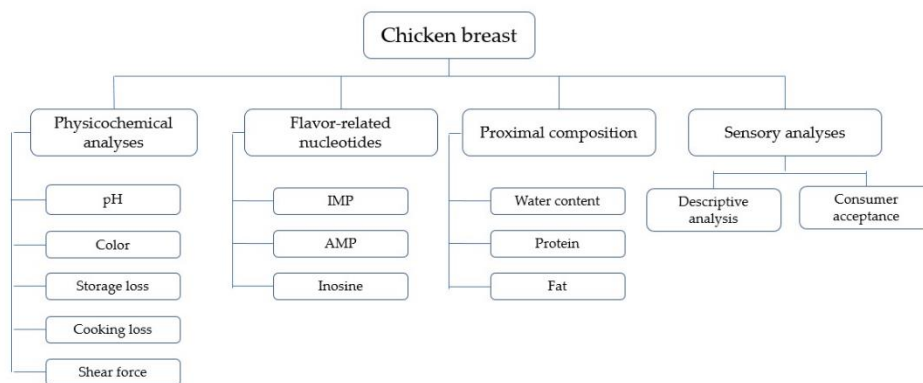 Chicken breast
Physicochemical
analyses
pH
Color
Storage loss
Cooking loss
Shear force
Flavor-related
nucleotides
IMP
AMP
Inosine
Proximal composition
Water content
Protein
Fat
Sensory analyses
Descriptive
analysis
Consumer
acceptance